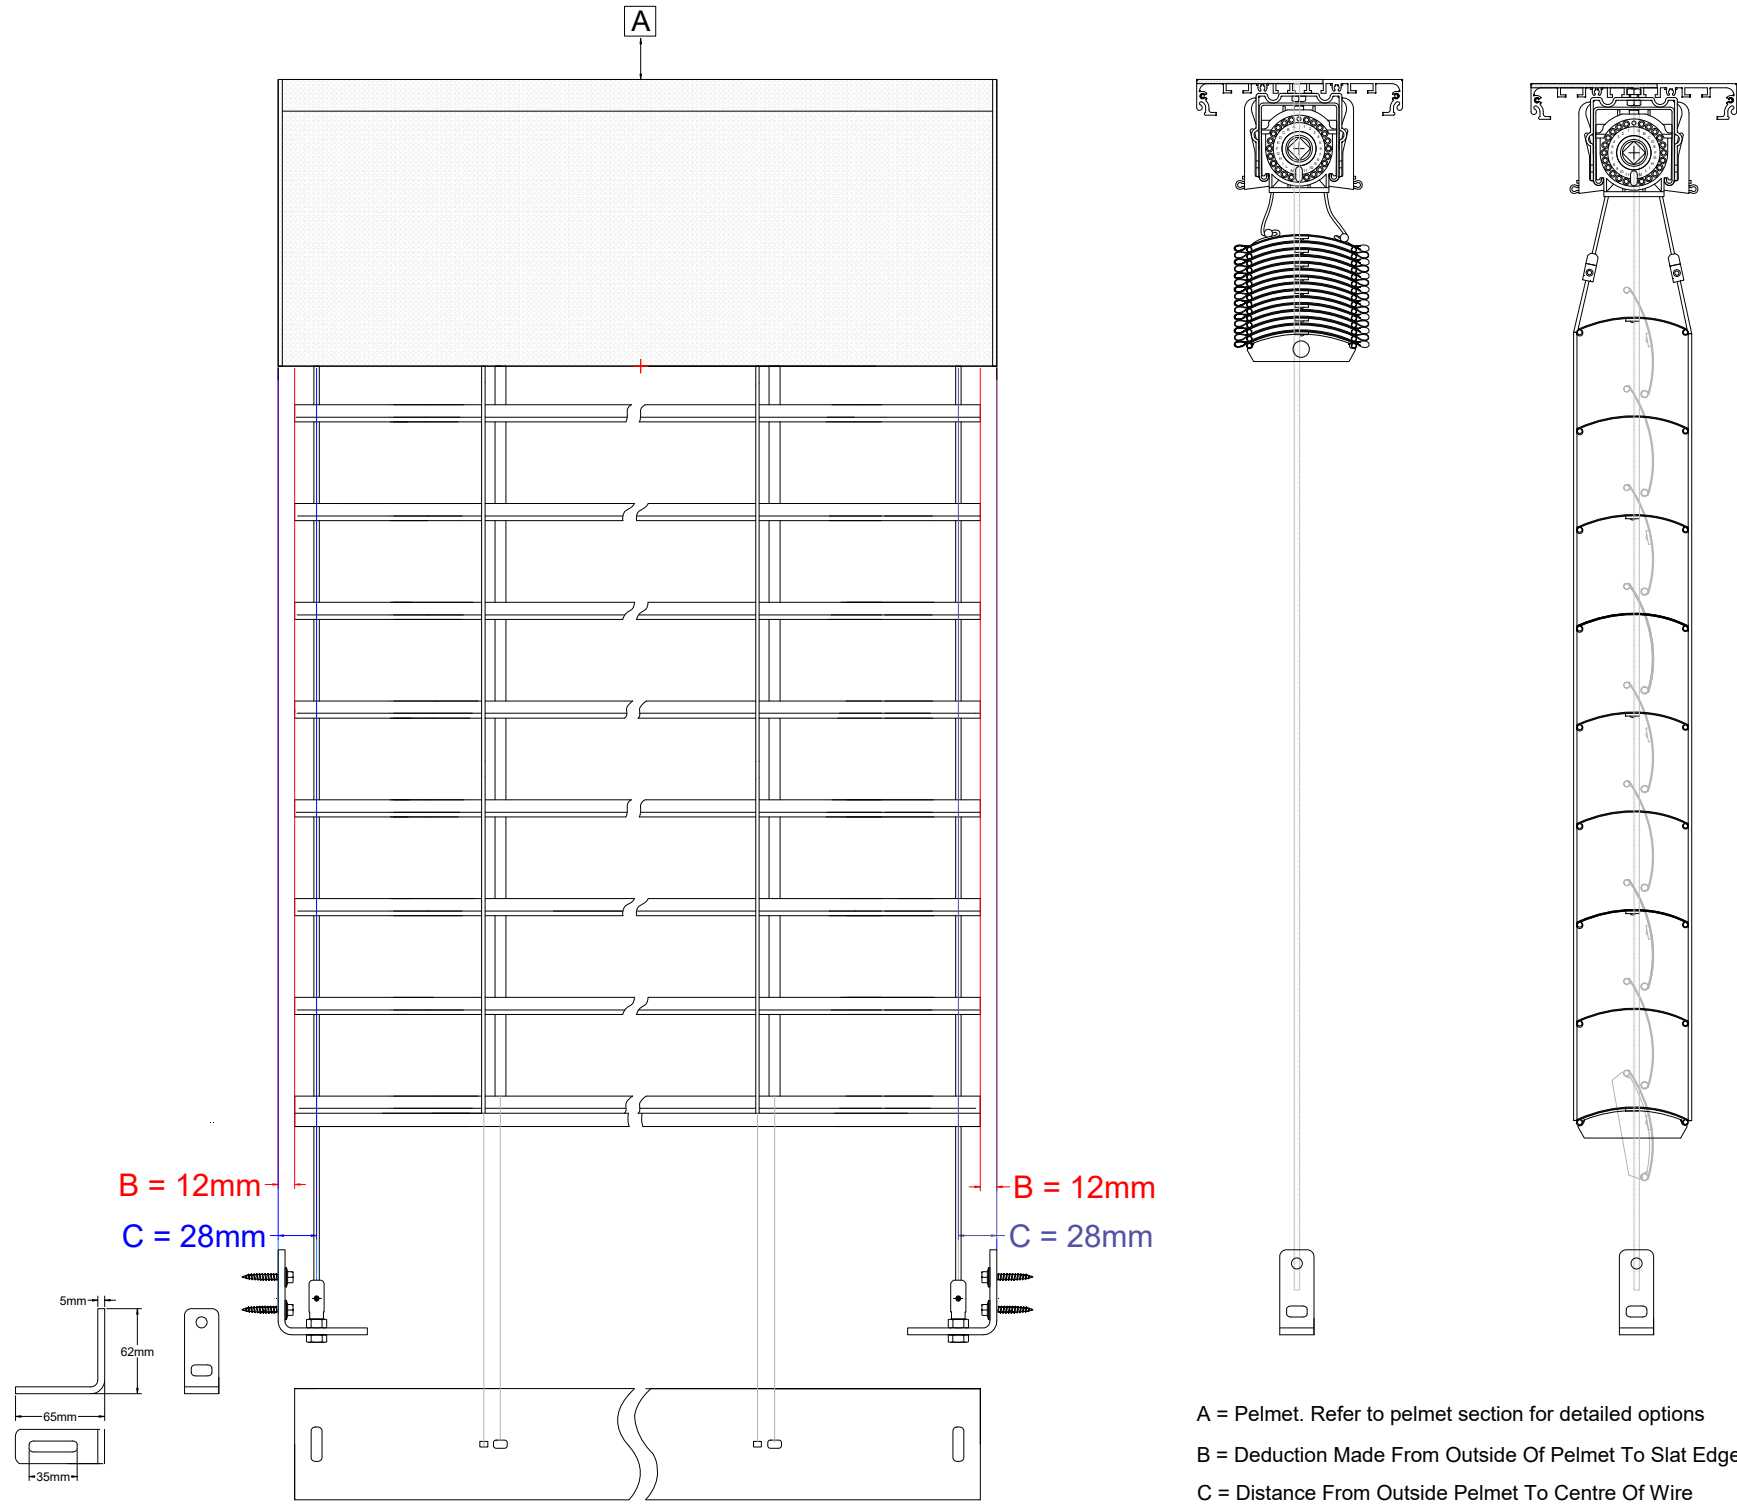 A
B = 12mm
B = 12mm
C = 28mm
C = 28mm
5mm
62mm
65mm
35mm
A = Pelmet. Refer to pelmet section for detailed options
B = Deduction Made From Outside Of Pelmet To Slat Edge
C = Distance From Outside Pelmet To Centre Of Wire